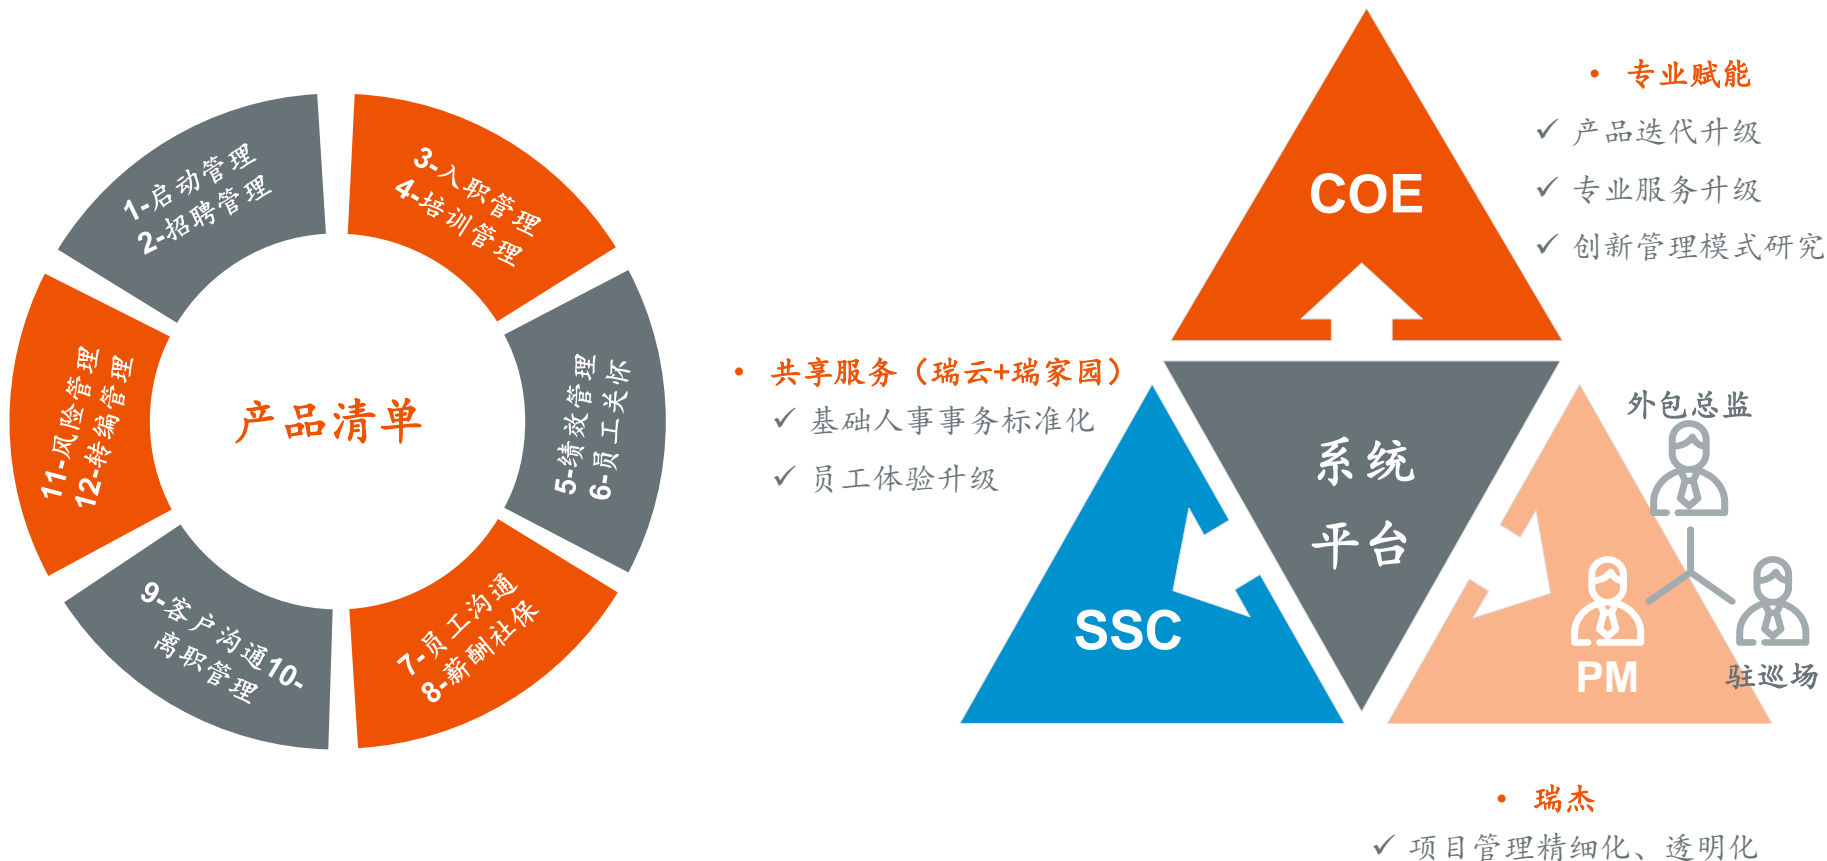 1-启动管理
2-招聘管理
3-入职管理
4-培训管理
5-绩效管理
6-员工关怀
7-员工沟通
8-薪酬社保
9-客户沟通10-
离职管理
11-风险管理
12-转编管理
产品清单
• 专业赋能
✓ 产品迭代升级
✓ 专业服务升级
✓ 创新管理模式研究
COE
• 共享服务（瑞云+瑞家园）
✓ 基础人事事务标准化
✓ 员工体验升级
SSC
系统
平台
外包总监
PM
驻巡场
• 瑞杰
✓ 项目管理精细化、透明化